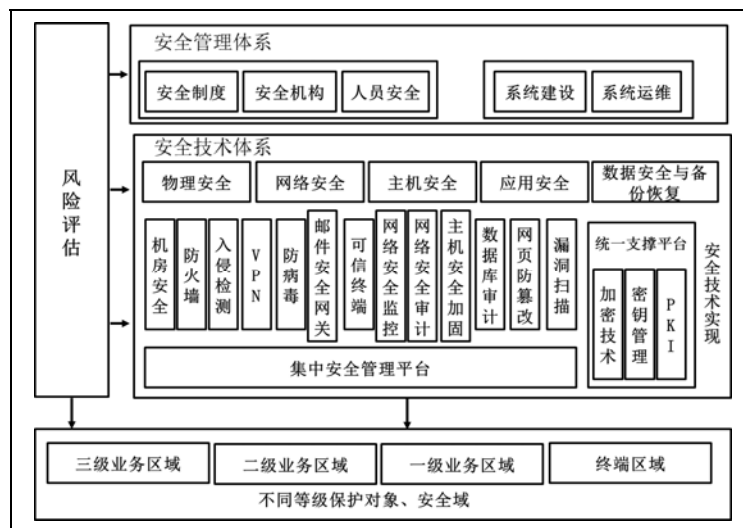 风险评估
安全管理体系
安全制度
安全机构
人员安全
系统建设
系统运维
安全技术体系
物理安全
网络安全
主机安全
应用安全
数据安全与备
份恢复
机房安全
防火墙
入侵检测
VPN
防病毒
邮件安全网关
可信终端
网络安全监控
网络安全审计
主机安全加固
数据库审计
网页防篡改
漏洞扫描
统一支撑平台
加密技术
密钥管理
PKI
安全技术实现
集中安全管理平台
三级业务区域
二级业务区域
一级业务区域
终端区域
不同等级保护对象、安全域